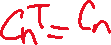 Cn^T = Cn